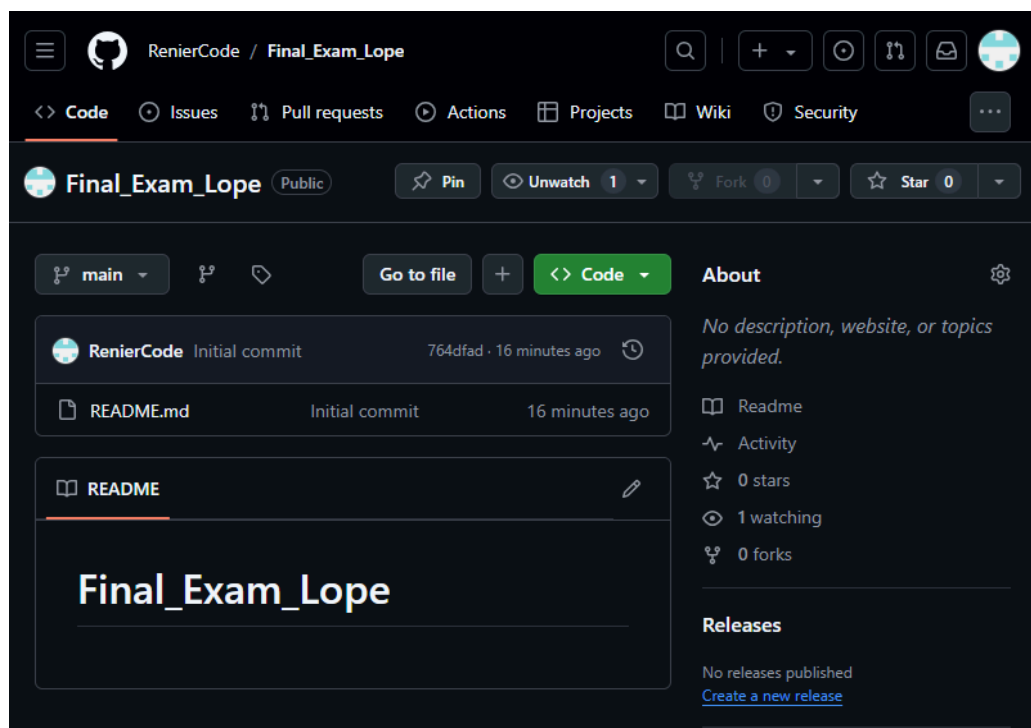 RenierCode / Final_Exam_Lope
Code Issues Pull requests Actions Projects Wiki Security
Final_Exam_Lope Public Pin Unwatch 1 Fork 0 Star 0
main Go to file Code
RenierCode Initial commit 764dfad · 16 minutes ago
README.md Initial commit 16 minutes ago
README
Final_Exam_Lope
About
No description, website, or topics
provided.
Readme
Activity
0 stars
1 watching
0 forks
Releases
No releases published
Create a new release